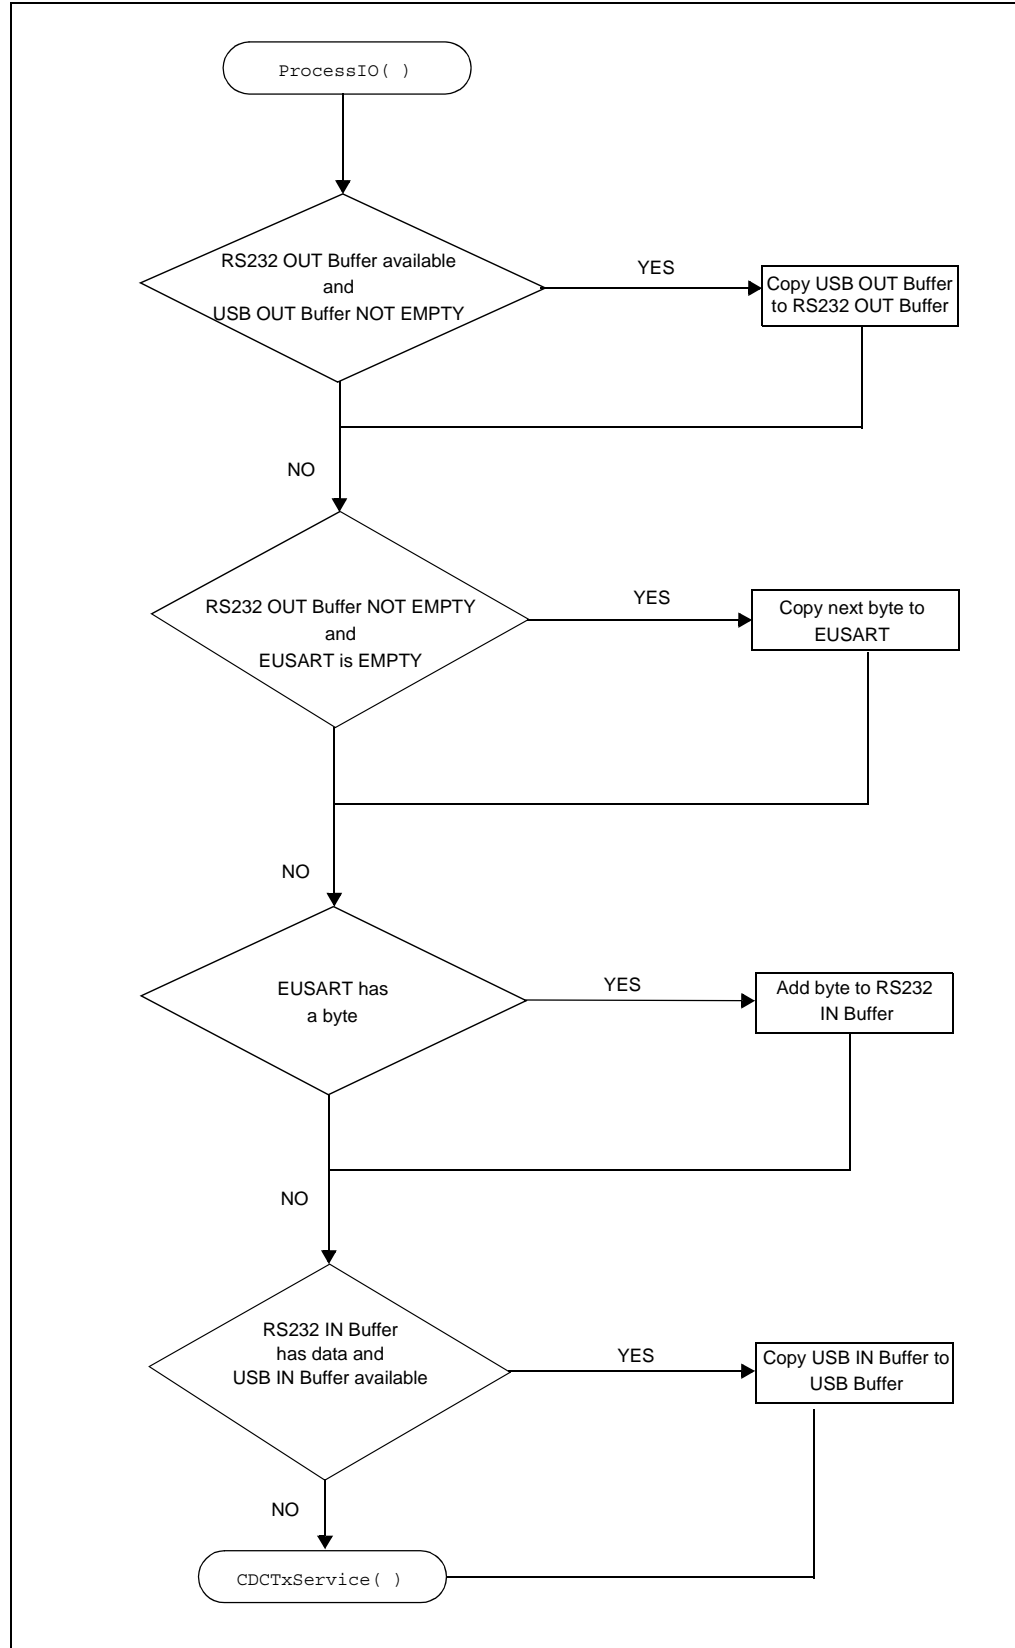 ProcessIO( )
RS232 OUT Buffer available
and
USB OUT Buffer NOT EMPTY
YES
Copy USB OUT Buffer
to RS232 OUT Buffer
NO
RS232 OUT Buffer NOT EMPTY
and
EUSART is EMPTY
YES
Copy next byte to
EUSART
NO
EUSART has
a byte
YES
Add byte to RS232
IN Buffer
NO
RS232 IN Buffer
has data and
USB IN Buffer available
YES
Copy USB IN Buffer to
USB Buffer
NO
CDCTxService( )